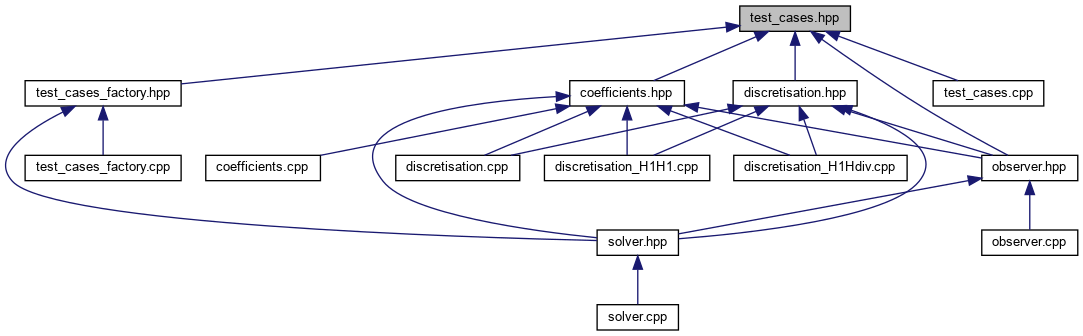 test_cases.hpp
test_cases_factory.hpp
coefficients.hpp
discretisation.hpp
test_cases.cpp
test_cases_factory.cpp
coefficients.cpp
discretisation.cpp
discretisation_H1H1.cpp
discretisation_H1Hdiv.cpp
observer.hpp
solver.hpp
observer.cpp
solver.cpp